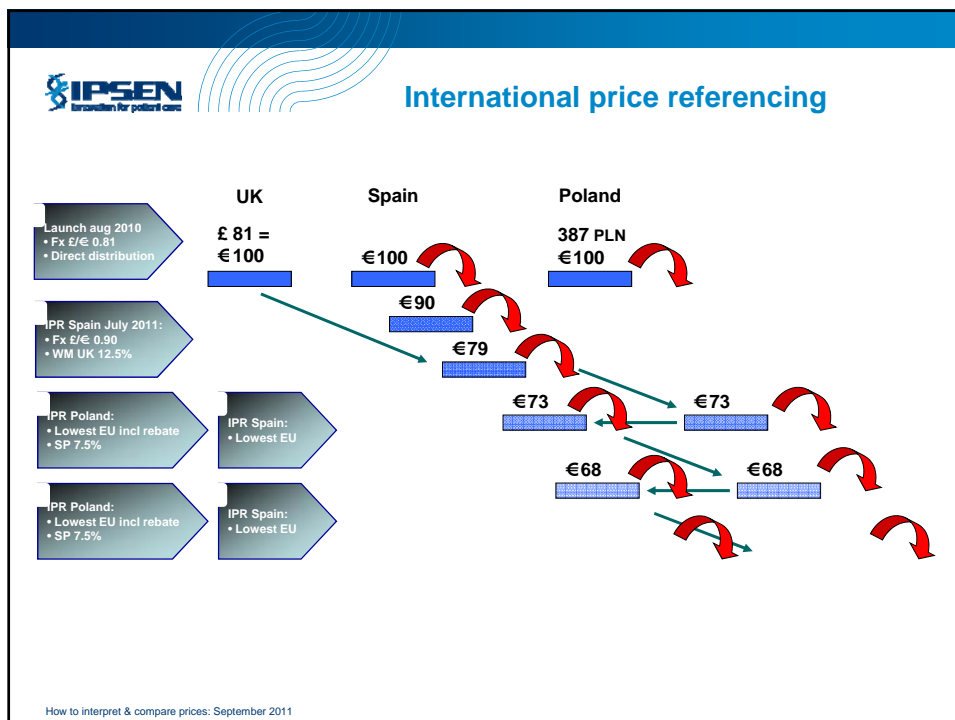 IPSEN
Innovation for patient care
International price referencing
UK
Spain
Poland
Launch aug 2010
• Fx £/€ 0.81
• Direct distribution
£ 81 =
€100
€100
387 PLN
€100
€90
IPR Spain July 2011:
• Fx £/€ 0.90
• WM UK 12.5%
€79
IPR Poland:
• Lowest EU incl rebate
• SP 7.5%
IPR Spain:
• Lowest EU
€73
€73
IPR Poland:
• Lowest EU incl rebate
• SP 7.5%
IPR Spain:
• Lowest EU
€68
€68
How to interpret & compare prices: September 2011